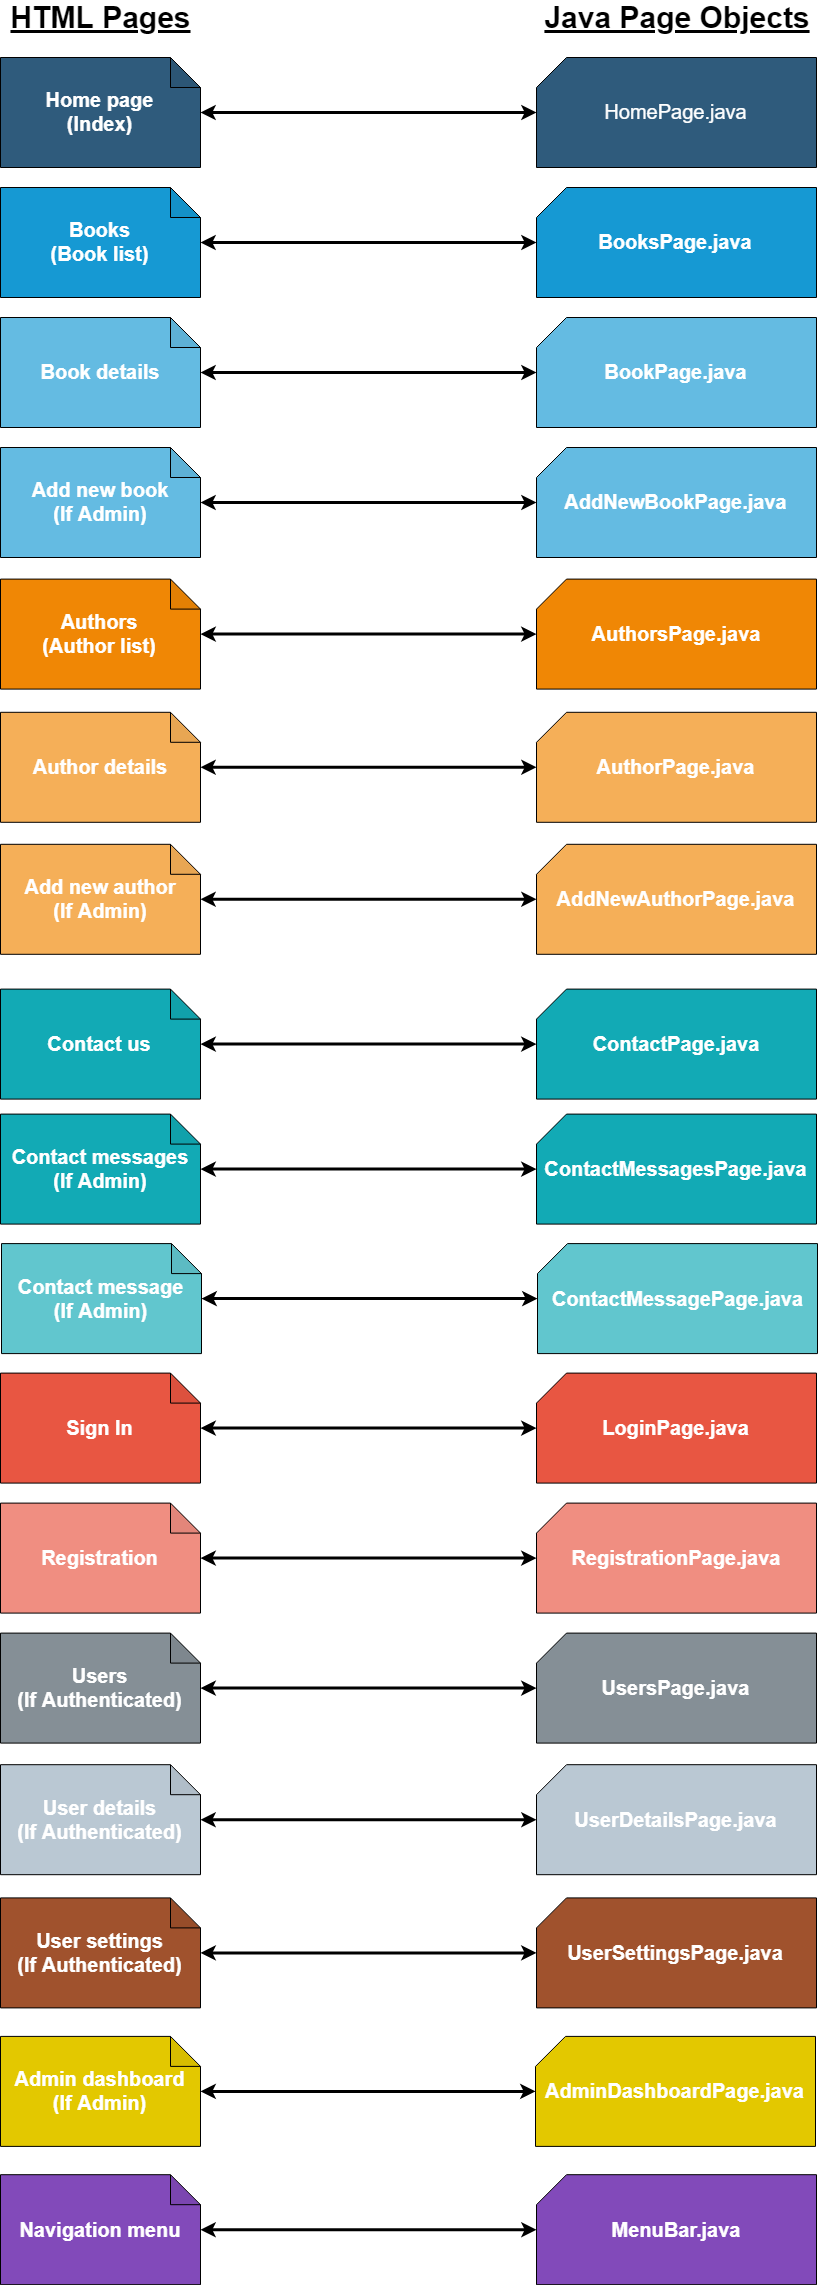 HTML Pages
Java Page Objects
Home page
(Index)
HomePage.java
Books
(Book list)
BooksPage.java
Book details
BookPage.java
Add new book
(If Admin)
AddNewBookPage.java
Authors
(Author list)
AuthorsPage.java
Author details
AuthorPage.java
Add new author
(If Admin)
AddNewAuthorPage.java
Contact us
ContactPage.java
Contact messages
(If Admin)
ContactMessagesPage.java
Contact message
(If Admin)
ContactMessagePage.java
Sign In
LoginPage.java
Registration
RegistrationPage.java
Users
(If Authenticated)
UsersPage.java
User details
(If Authenticated)
UserDetailsPage.java
User settings
(If Authenticated)
UserSettingsPage.java
Admin dashboard
(If Admin)
AdminDashboardPage.java
Navigation menu
MenuBar.java